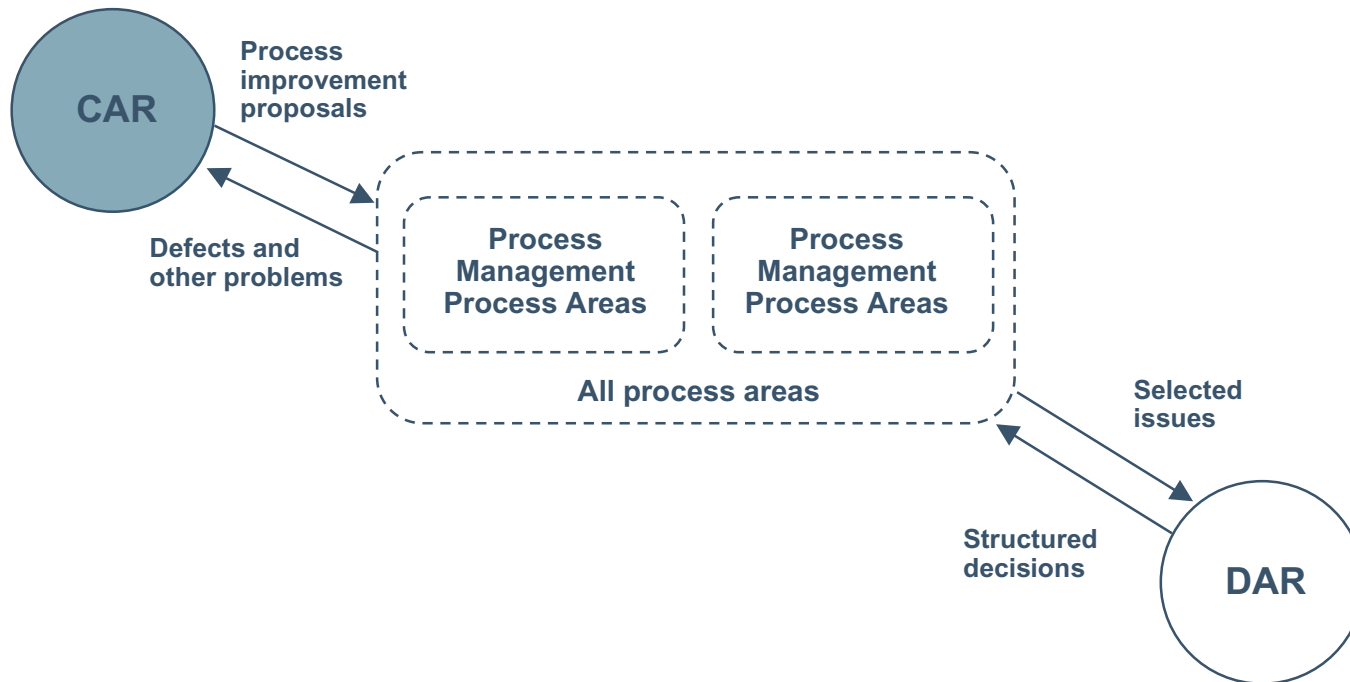 Process
improvement
proposals
CAR
Defects and
other problems
Process
Management
Process Areas
Process
Management
Process Areas
All process areas
Selected
issues
Structured
decisions
DAR